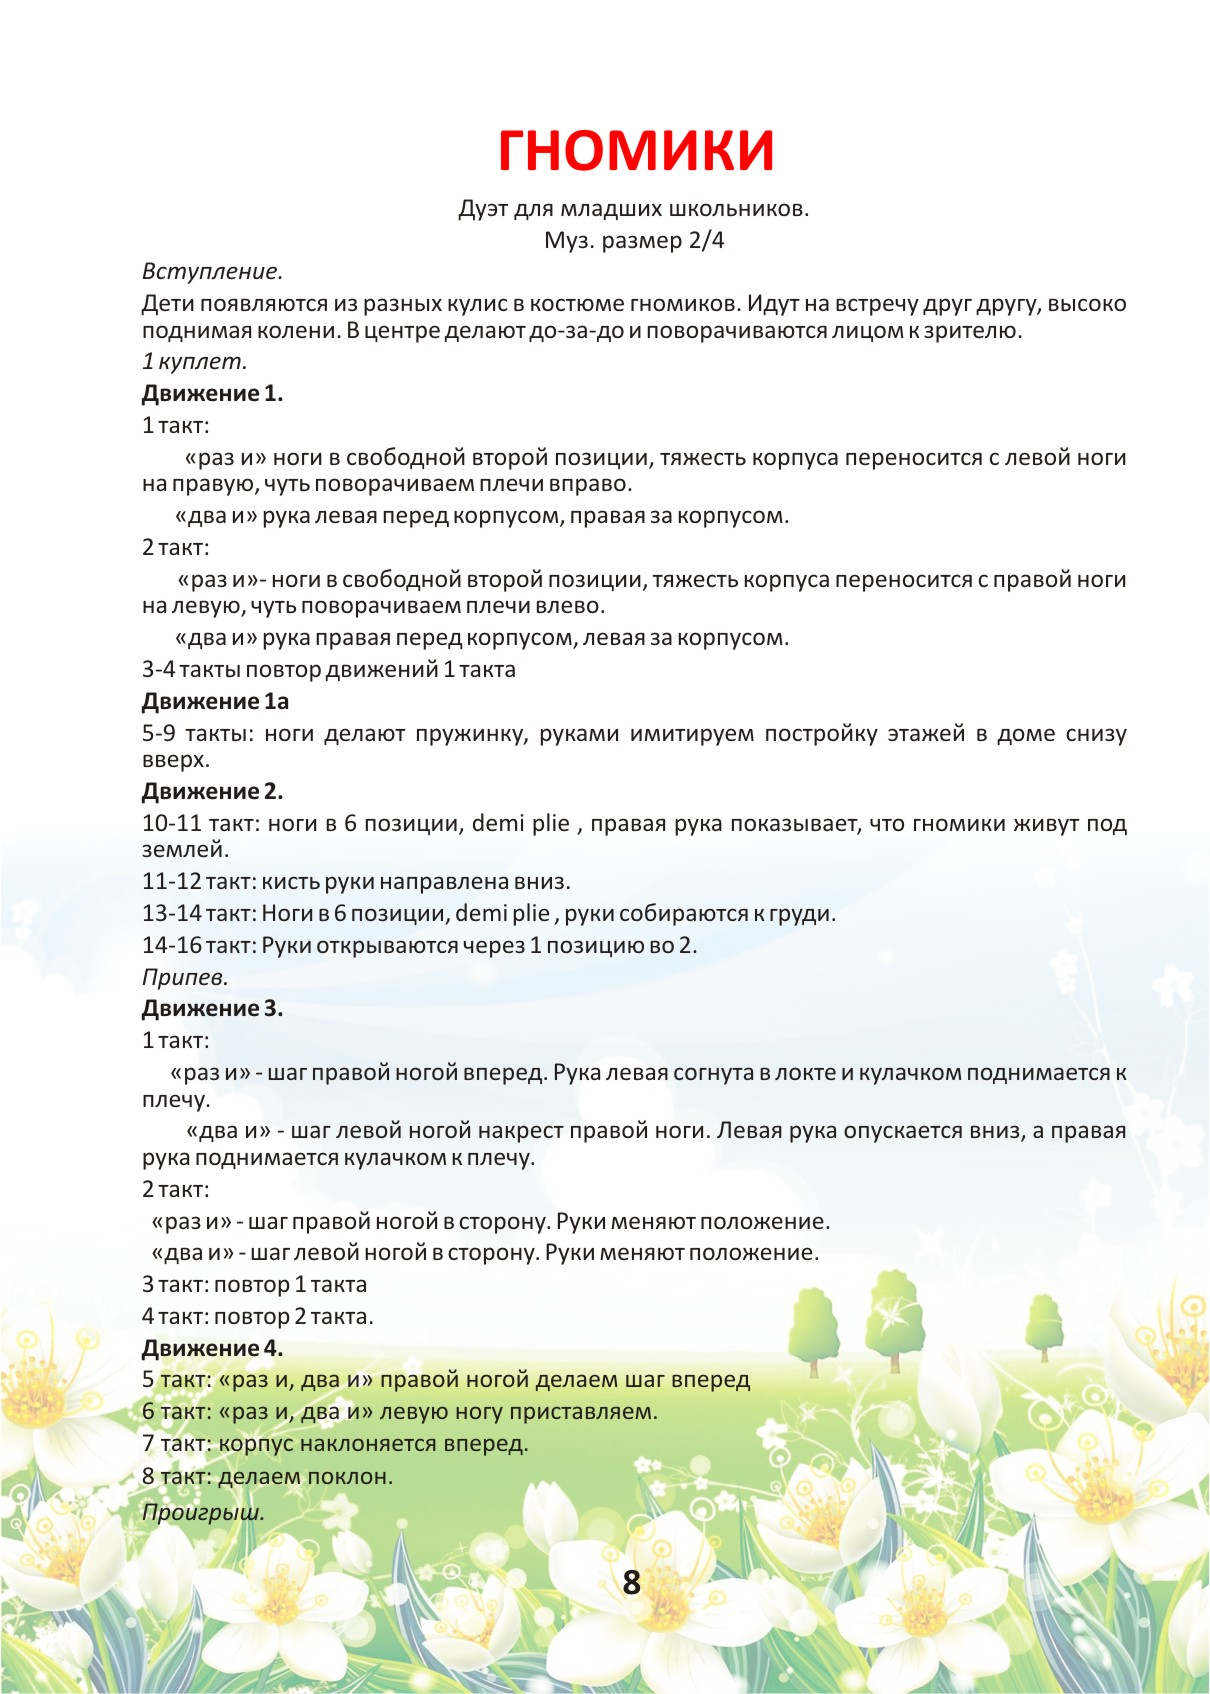 ГНОМИКИ
Дуэт для младших школьников.
Муз. размер 2/4
Вступление.
Дети появляются из разных кулис в костюме гномиков. Идут на встречу друг другу, высоко
поднимая колени. В центре делают до-за-до и поворачиваются лицом к зрителю.
1 куплет.
Движение 1.
1 такт:
«раз и» ноги в свободной второй позиции, тяжесть корпуса переносится с левой ноги
на правую, чуть поворачиваем плечи вправо.
«два и» рука левая перед корпусом, правая за корпусом.
2 такт:
«раз и»- ноги в свободной второй позиции, тяжесть корпуса переносится с правой ноги
на левую, чуть поворачиваем плечи влево.
«два и» рука правая перед корпусом, левая за корпусом.
3-4 такты повтор движений 1 такта
Движение 1а
5-9 такты: ноги делают пружинку, руками имитируем постройку этажей в доме снизу
вверх.
Движение 2.
10-11 такт: ноги в 6 позиции, demi plie , правая рука показывает, что гномики живут под
землей.
11-12 такт: кисть руки направлена вниз.
13-14 такт: Ноги в 6 позиции, demi plie , руки собираются к груди.
14-16 такт: Руки открываются через 1 позицию во 2.
Припев.
Движение 3.
1 такт:
«раз и» - шаг правой ногой вперед. Рука левая согнута в локте и кулачком поднимается к
плечу.
«два и» - шаг левой ногой накрест правой ноги. Левая рука опускается вниз, а правая
рука поднимается кулачком к плечу.
2 такт:
«раз и» - шаг правой ногой в сторону. Руки меняют положение.
«два и» - шаг левой ногой в сторону. Руки меняют положение.
3 такт: повтор 1 такта
4 такт: повтор 2 такта.
Движение 4.
5 такт: «раз и, два и» правой ногой делаем шаг вперед
6 такт: «раз и, два и» левую ногу приставляем.
7 такт: корпус наклоняется вперед.
8 такт: делаем поклон.
Проигрыш.
8